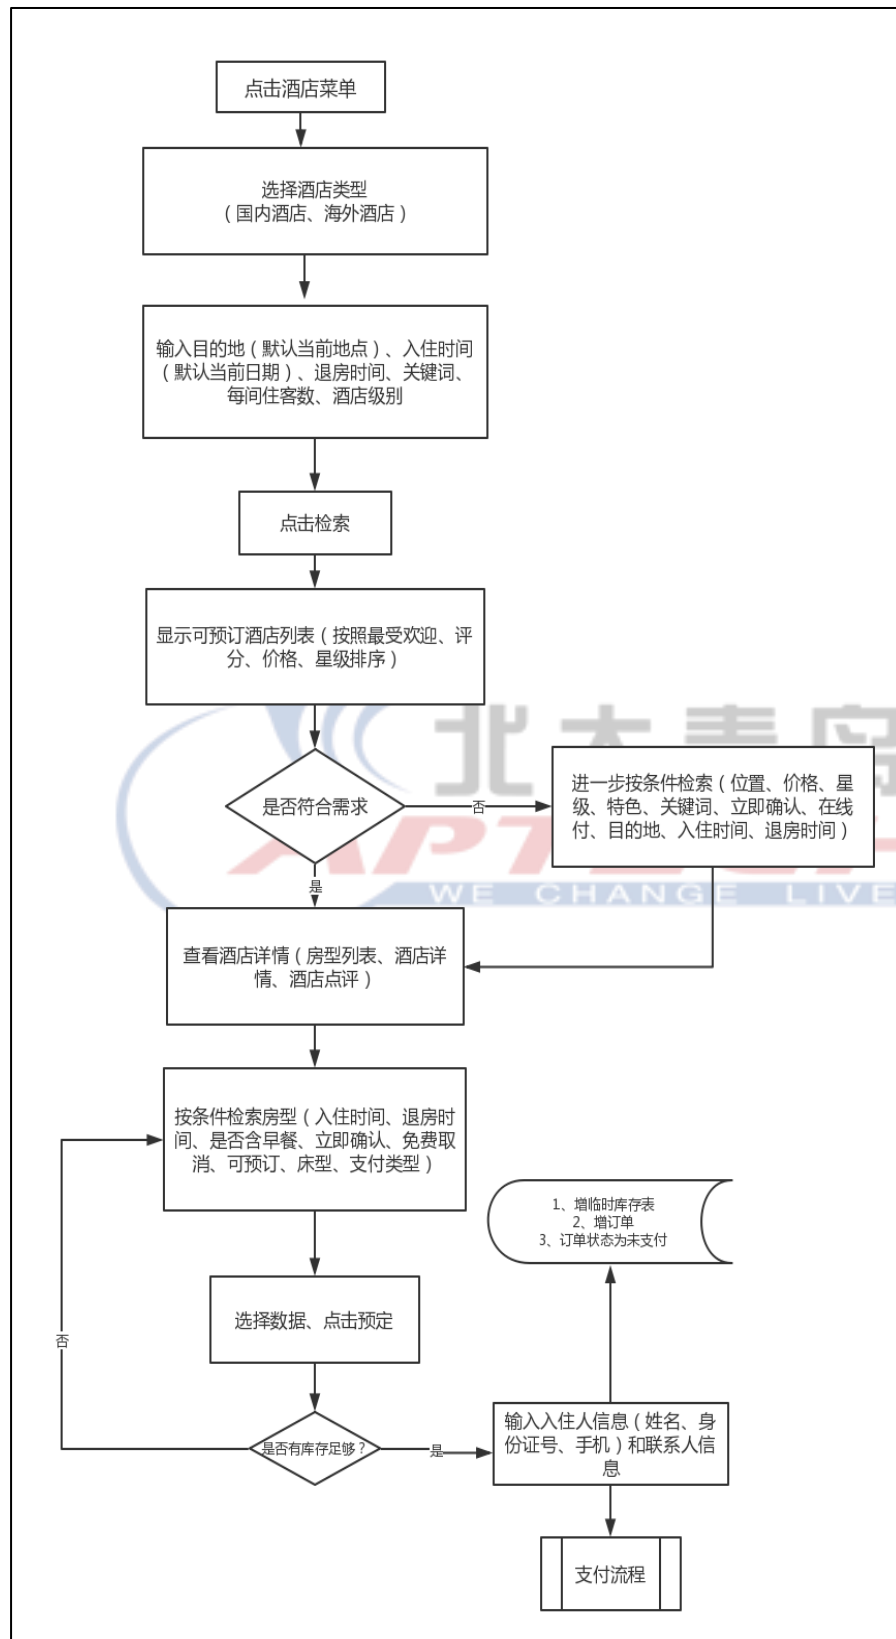 点击酒店菜单
选择酒店类型
（国内酒店、海外酒店）
输入目的地（默认当前地点）、入住时间
（默认当前日期）、退房时间、关键词、
每间住客数、酒店级别
点击检索
显示可预订酒店列表（按照最受欢迎、评
分、价格、星级排序）
北大青鸟
是否符合需求
否
进一步按条件检索（位置、价格、星
级、特色、关键词、立即确认、在线
付、目的地、入住时间、退房时间）
APTECH
是
WE CHANGE LIVE
查看酒店详情（房型列表、酒店详
情、酒店点评）
按条件检索房型（入住时间、退房时
间、是否含早餐、立即确认、免费取
消、可预订、床型、支付类型）
1、增临时库存表
2、增订单
3、订单状态为未支付
选择数据、点击预定
否
是否有库存足够？
是
输入入住人信息（姓名、身
份证号、手机）和联系人信
息
支付流程